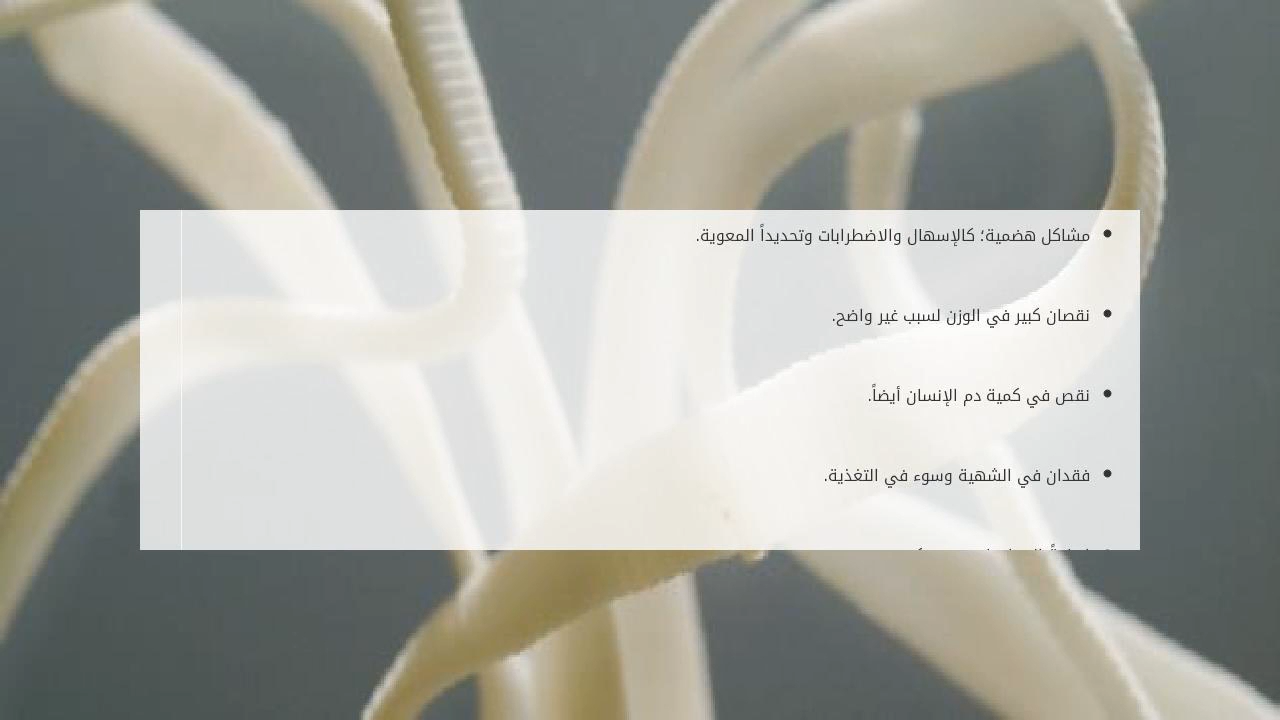 • مشاكل هضمية؛ كالإسهال والاضطرابات وتحديداً المعوية.
• نقصان كبير في الوزن لسبب غير واضح.
• نقص في كمية دم الإنسان أيضاً.
• فقدان في الشهية وسوء في التغذية.